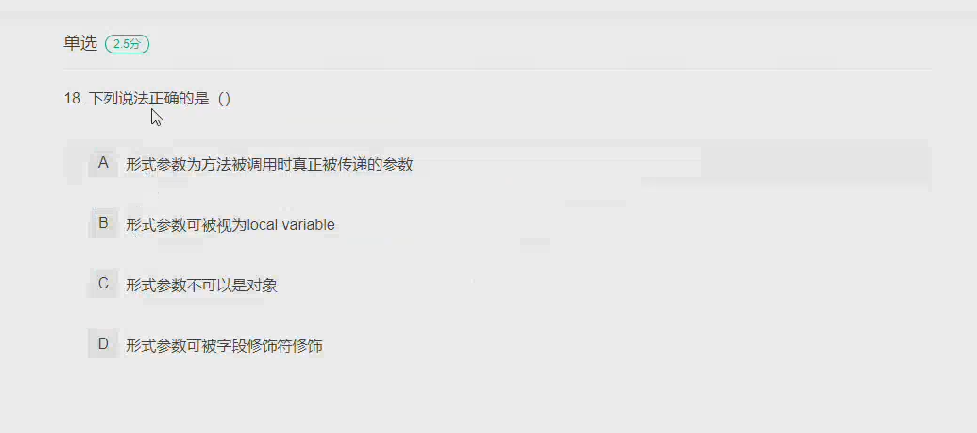 单选 2.5分
18 下列说法正确的是（）
A 形式参数为方法被调用时真正被传递的参数
B 形式参数可被视为local variable
C 形式参数不可以是对象
D 形式参数可被字段修饰符修饰